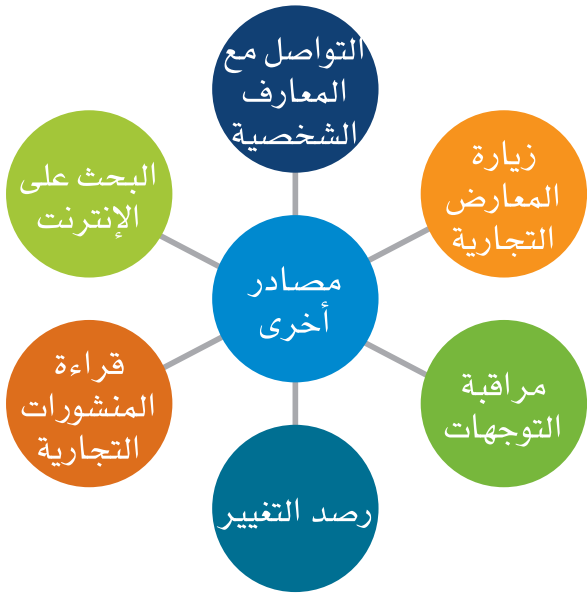 التواصل مع
المعارف
الشخصية
زيارة
المعارض
التجارية
البحث على
الإنترنت
مصادر
أخرى
قراءة
المنشورات
التجارية
مراقبة
التوجهات
رصد التغيير